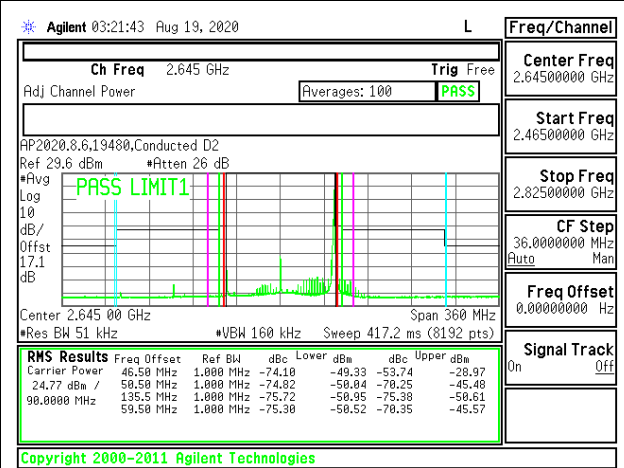 Agilent 03:21:43 Aug 19, 2020 L
Freq/Channel
Ch Freq 2.645 GHz Trig Free
Adj Channel Power Averages: 100 PASS
Center Freq
2.64500000 GHz
Start Freq
2.46500000 GHz
Stop Freq
2.82500000 GHz
CF Step
36.0000000 MHz
Auto Man
Freq Offset
0.00000000 Hz
Signal Track
On Off
AP2020.8.6,19480,Conducted D2
Ref 29.6 dBm #Atten 26 dB
#Avg
Log
10
dB/
Offst
17.1
dB
PASS LIMIT1
Center 2.645 00 GHz Span 360 MHz
#Res BW 51 kHz #VBW 160 kHz Sweep 417.2 ms (8192 pts)
RMS Results Freq Offset Ref BW dBc Lower dBm dBc Upper dBm
Carrier Power 46.50 MHz 1.000 MHz -74.10 -49.33 -53.74 -28.97
24.77 dBm / 50.50 MHz 1.000 MHz -74.82 -50.04 -70.25 -45.48
90.0000 MHz 135.5 MHz 1.000 MHz -75.72 -50.95 -75.38 -50.61
59.50 MHz 1.000 MHz -75.30 -50.52 -70.35 -45.57
Copyright 2000-2011 Agilent Technologies